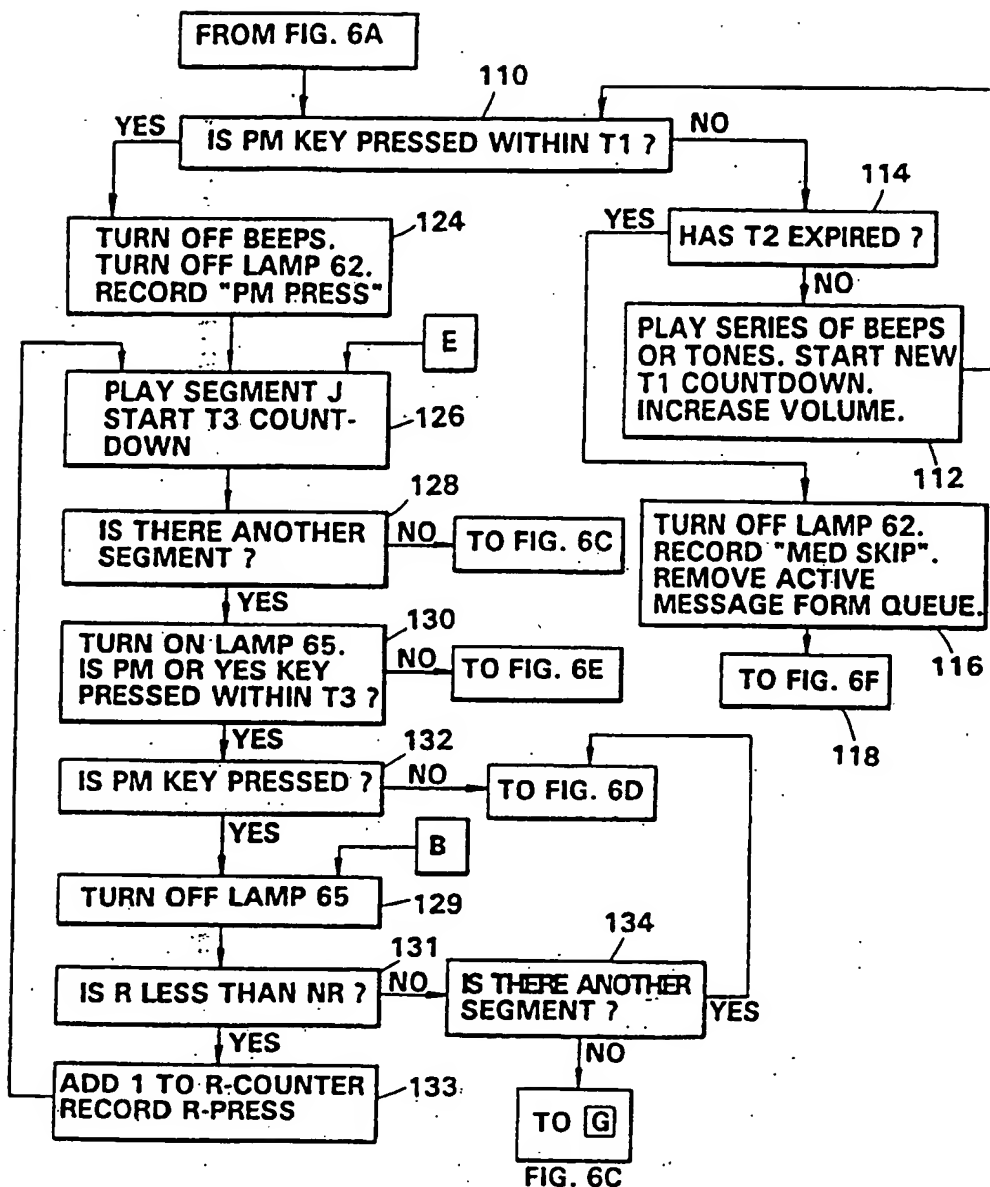 FROM FIG. 6A
110
YES
IS PM KEY PRESSED WITHIN T1 ?
NO
114
YES
HAS T2 EXPIRED ?
NO
124
TURN OFF BEEPS.
TURN OFF LAMP 62.
RECORD "PM PRESS"
PLAY SERIES OF BEEPS
OR TONES. START NEW
T1 COUNTDOWN.
INCREASE VOLUME.
112
E
PLAY SEGMENT J
START T3 COUNT-
DOWN
126
128
IS THERE ANOTHER
SEGMENT ?
NO
TO FIG. 6C
YES
TURN OFF LAMP 62.
RECORD "MED SKIP".
REMOVE ACTIVE
MESSAGE FORM QUEUE.
116
TO FIG. 6F
118
130
TURN ON LAMP 65.
IS PM OR YES KEY
PRESSED WITHIN T3 ?
NO
TO FIG. 6E
YES
132
IS PM KEY PRESSED ?
NO
TO FIG. 6D
YES
B
TURN OFF LAMP 65
129
131
IS R LESS THAN NR ?
NO
134
IS THERE ANOTHER
SEGMENT ?
YES
YES
NO
ADD 1 TO R-COUNTER
RECORD R-PRESS
133
TO G
FIG. 6C